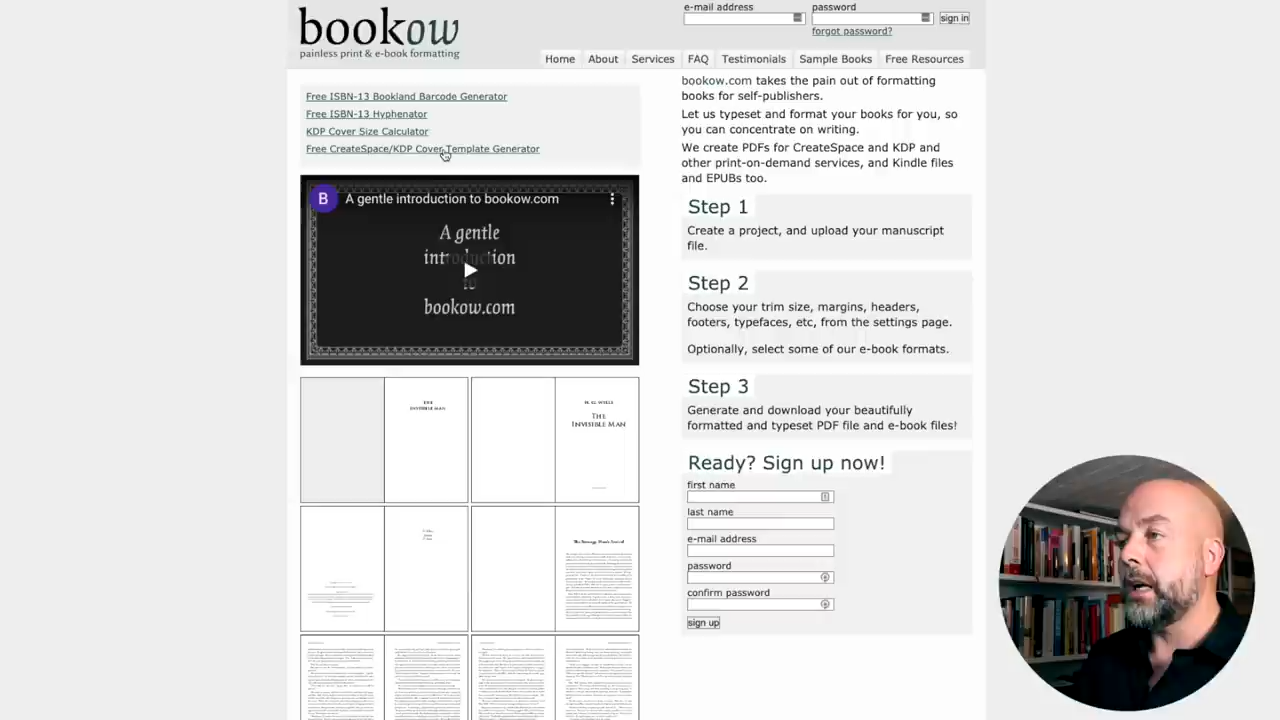 bookow
painless print & e-book formatting
e-mail address
password
sign in
forgot password?
Home About Services FAQ Testimonials Sample Books Free Resources
Free ISBN-13 Bookland Barcode Generator
Free ISBN-13 Hyphenator
KDP Cover Size Calculator
Free CreateSpace/KDP Cover Template Generator
B
A gentle introduction to bookow.com
A gentle
introduction
to
bookow.com
THE
INVISIBLE MAN
H. G. WELLS
THE
INVISIBLE MAN
The Strange Man's Arrival
bookow.com takes the pain out of formatting
books for self-publishers.
Let us typeset and format your books for you, so
you can concentrate on writing.
We create PDFs for CreateSpace and KDP and
other print-on-demand services, and Kindle files
and EPUBs too.
Step 1
Create a project, and upload your manuscript
file.
Step 2
Choose your trim size, margins, headers,
footers, typefaces, etc, from the settings page.
Optionally, select some of our e-book formats.
Step 3
Generate and download your beautifully
formatted and typeset PDF file and e-book files!
Ready? Sign up now!
first name
last name
e-mail address
password
confirm password
sign up